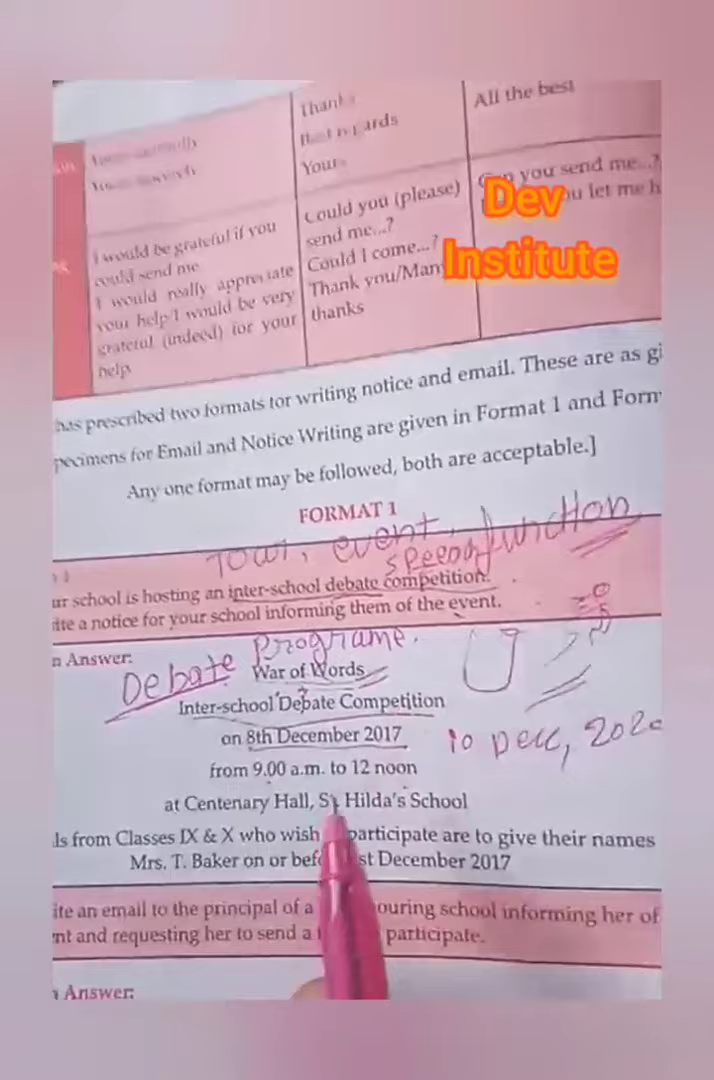 Thanks
Best regards
Yours
All the best
I would be grateful if you
could send me
I would really appreciate
your help/I would be very
grateful (indeed) for your
help.
Could you (please)
send me...?
Could I come...?
Thank you/Many
thanks
you send me...?
ou let me h
Dev
Institute
has prescribed two formats for writing notice and email. These are as gi
pecimens for Email and Notice Writing are given in Format 1 and Form
Any one format may be followed, both are acceptable.]
FORMAT 1
Tour, event, function
speech
ur school is hosting an inter-school debate competition.
ite a notice for your school informing them of the event.
n Answer:
Debate Programe.
War of Words
Inter-school Debate Competition
on 8th December 2017
10 Dec, 2020
from 9.00 a.m. to 12 noon
at Centenary Hall, St Hilda's School
ls from Classes IX & X who wish participate are to give their names
Mrs. T. Baker on or bef st December 2017
ite an email to the principal of a ouring school informing her of
nt and requesting her to send a participate.
n Answer: